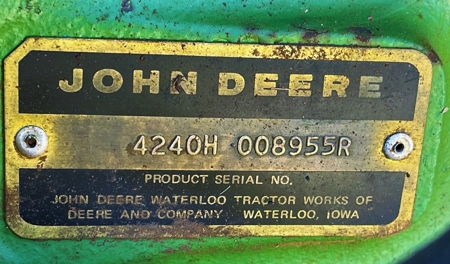 JOHN DEERE
4240H 008955R
PRODUCT SERIAL NO.
JOHN DEERE WATERLOO TRACTOR WORKS OF
DEERE AND COMPANY WATERLOO, IOWA